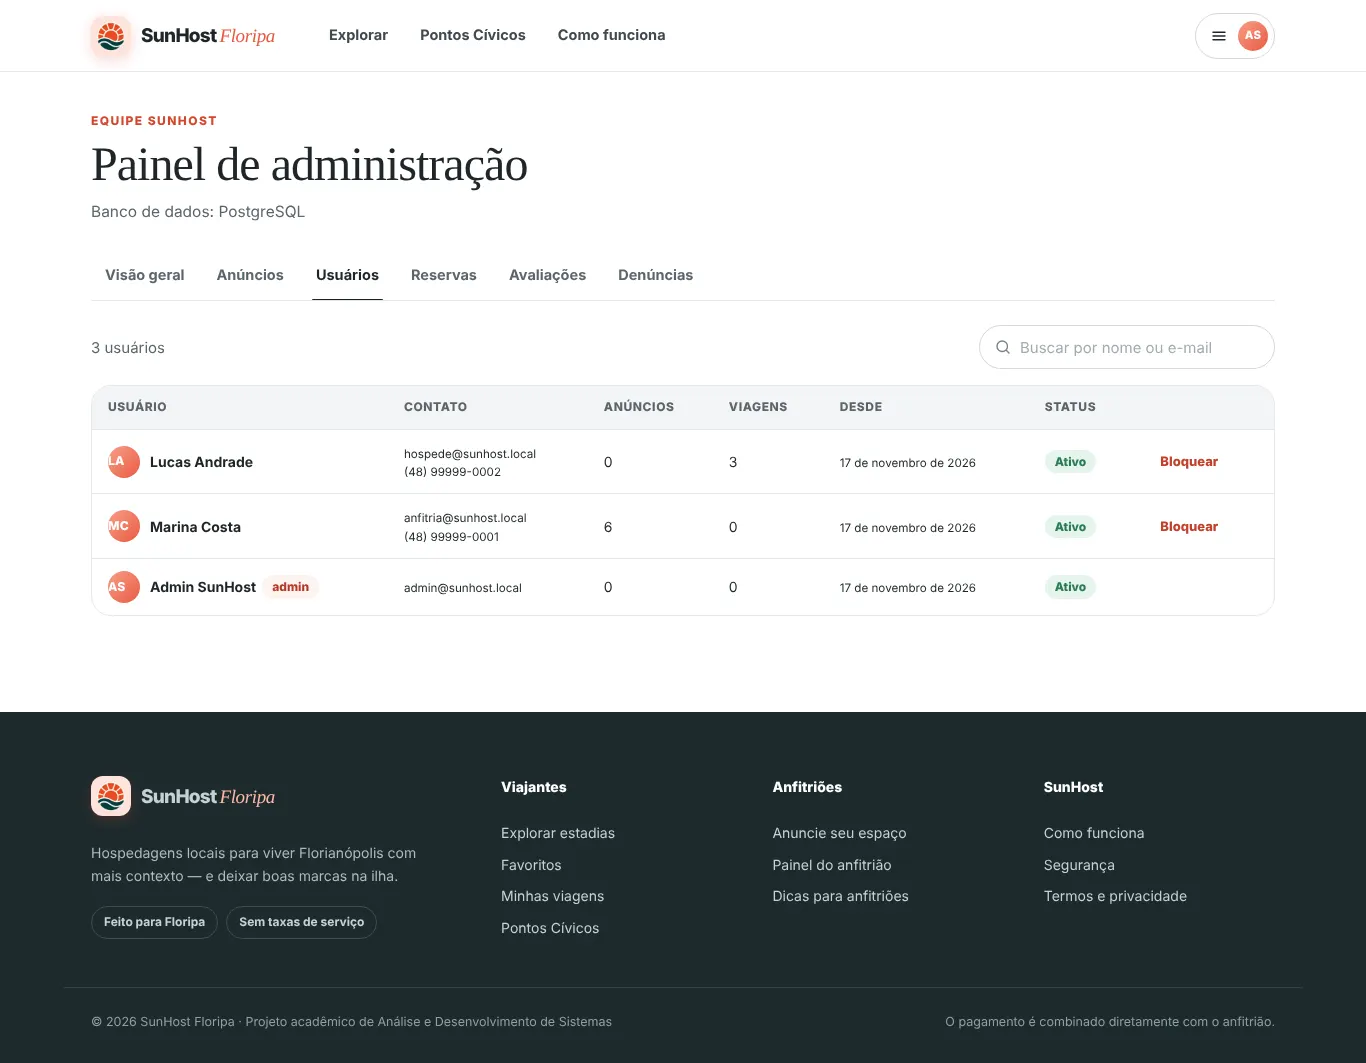 SunHost Floripa
Explorar
Pontos Cívicos
Como funciona
AS
EQUIPE SUNHOST
Painel de administração
Banco de dados: PostgreSQL
Visão geral
Anúncios
Usuários
Reservas
Avaliações
Denúncias
3 usuários
Buscar por nome ou e-mail
USUÁRIO CONTATO ANÚNCIOS VIAGENS DESDE STATUS
LA Lucas Andrade hospede@sunhost.local
(48) 99999-0002 0 3 17 de novembro de 2026 Ativo Bloquear
MC Marina Costa anfitria@sunhost.local
(48) 99999-0001 6 0 17 de novembro de 2026 Ativo Bloquear
AS Admin SunHost admin admin@sunhost.local 0 0 17 de novembro de 2026 Ativo
SunHost Floripa
Hospedagens locais para viver Florianópolis com
mais contexto — e deixar boas marcas na ilha.
Feito para Floripa
Sem taxas de serviço
Viajantes
Explorar estadias
Favoritos
Minhas viagens
Pontos Cívicos
Anfitriões
Anuncie seu espaço
Painel do anfitrião
Dicas para anfitriões
SunHost
Como funciona
Segurança
Termos e privacidade
© 2026 SunHost Floripa · Projeto acadêmico de Análise e Desenvolvimento de Sistemas
O pagamento é combinado diretamente com o anfitrião.